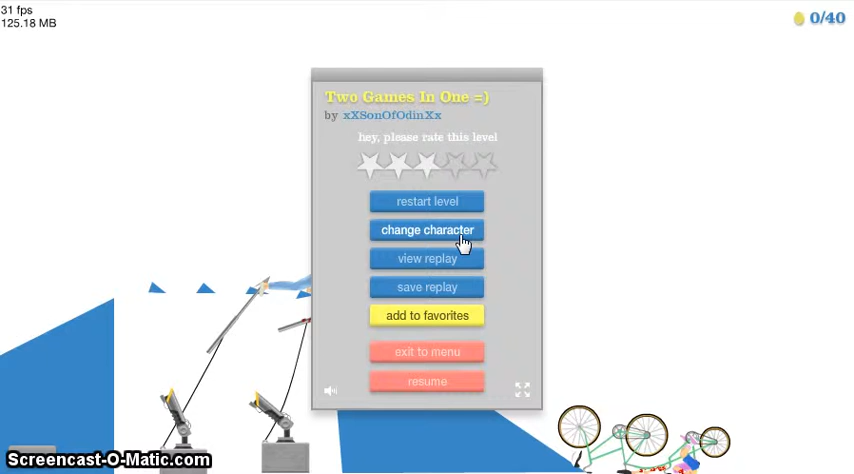 31 fps
125.18 MB
0/40
Two Games In One =)
by xXSonOfOdinXx
hey, please rate this level
restart level
change character
view replay
save replay
add to favorites
exit to menu
resume
Screencast-O-Matic.com